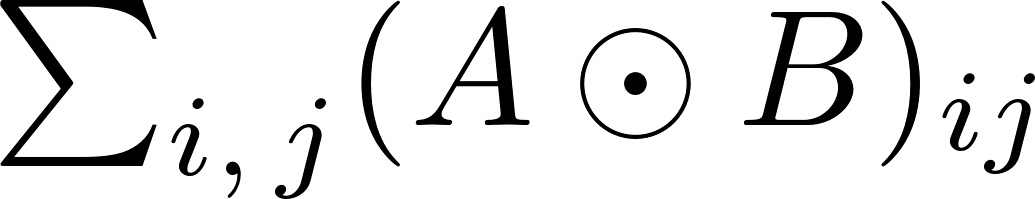 ∑i, j(A ⊙ B)ij